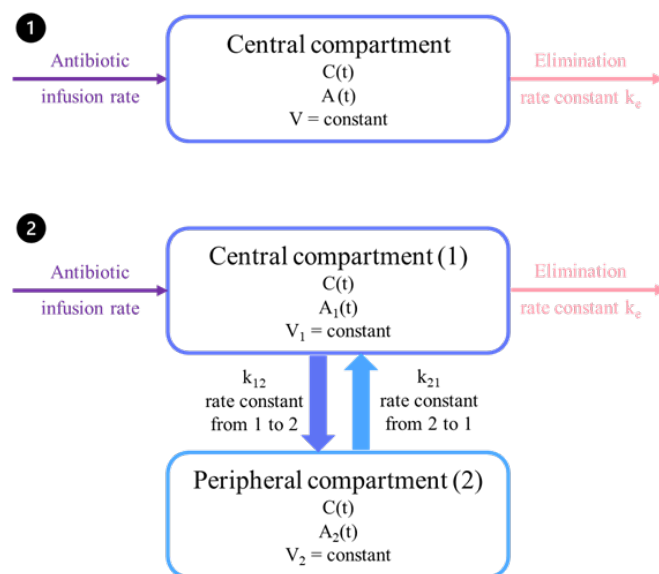 1
Central compartment
C(t)
A(t)
V = constant
Antibiotic
infusion rate
Elimination
rate constant kₑ
2
Central compartment (1)
C(t)
A₁(t)
V₁ = constant
Antibiotic
infusion rate
Elimination
rate constant kₑ
k₁₂
rate constant
from 1 to 2
k₂₁
rate constant
from 2 to 1
Peripheral compartment (2)
C(t)
A₂(t)
V₂ = constant